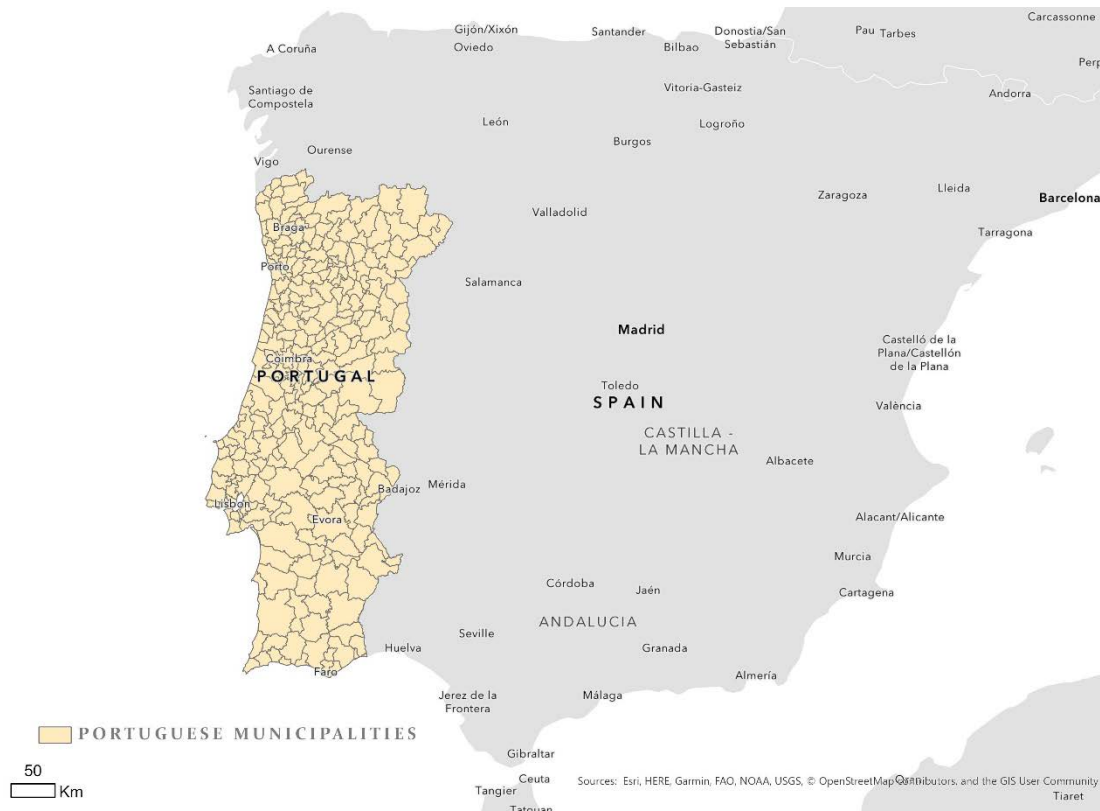 Carcassonne
Gijón/Xixón
Santander
Donostia/San
Sebastián
Pau
Tarbes
A Coruña
Oviedo
Bilbao
Perp
Santiago de
Compostela
Vitoria-Gasteiz
Andorra
León
Logroño
Burgos
Ourense
Vigo
Zaragoza
Lleida
Barcelona
Valladolid
Braga
Tarragona
Porto
Salamanca
Madrid
Castelló de la
Plana/Castellón
de la Plana
Coimbra
PORTUGAL
Toledo
SPAIN
València
CASTILLA -
LA MANCHA
Albacete
Mérida
Badajoz
Lisbon
Evora
Alacant/Alicante
Murcia
Córdoba
Jaén
Cartagena
ANDALUCIA
Seville
Huelva
Granada
Faro
Almería
Jerez de la
Frontera
Málaga
PORTUGUESE MUNICIPALITIES
Gibraltar
50
Km
Ceuta
Sources: Esri, HERE, Garmin, FAO, NOAA, USGS, © OpenStreetMap contributors, and the GIS User Community
Oran
Tangier
Tiaret
Tatouan